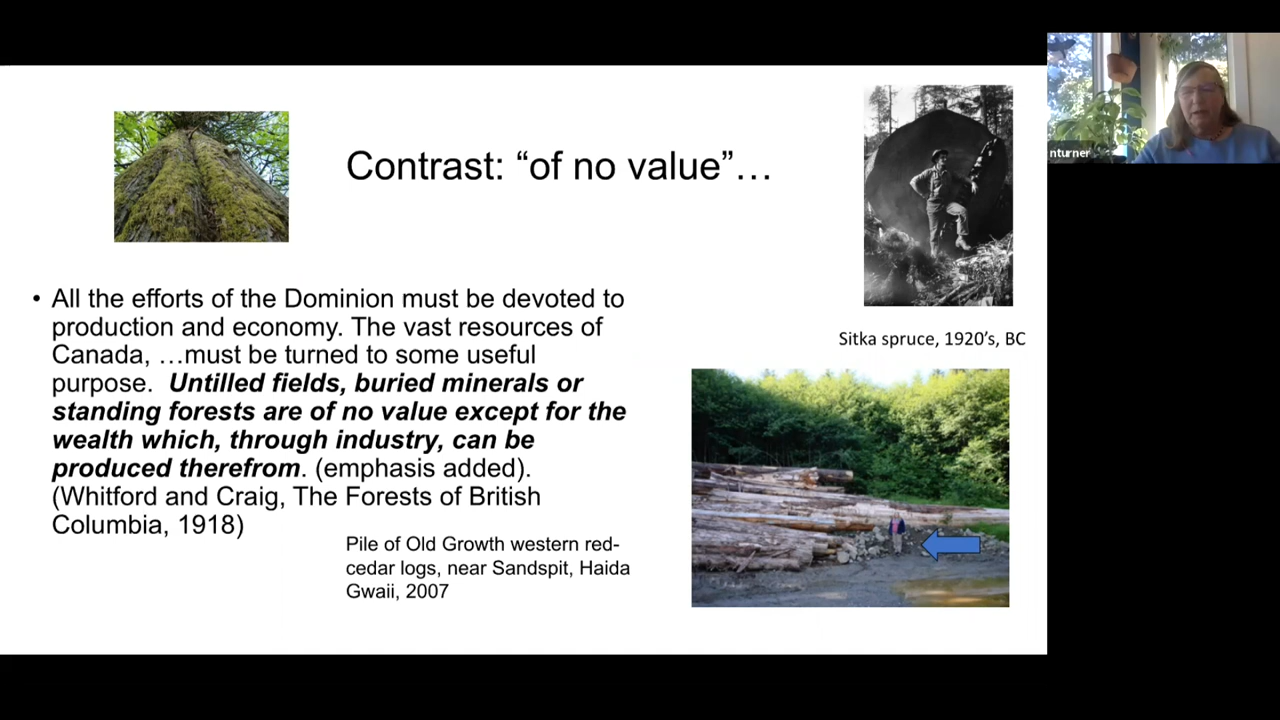 Contrast: “of no value”…
nturner
Sitka spruce, 1920’s, BC
• All the efforts of the Dominion must be devoted to
production and economy. The vast resources of
Canada, …must be turned to some useful
purpose. Untilled fields, buried minerals or
standing forests are of no value except for the
wealth which, through industry, can be
produced therefrom. (emphasis added).
(Whitford and Craig, The Forests of British
Columbia, 1918)
Pile of Old Growth western red-
cedar logs, near Sandspit, Haida
Gwaii, 2007